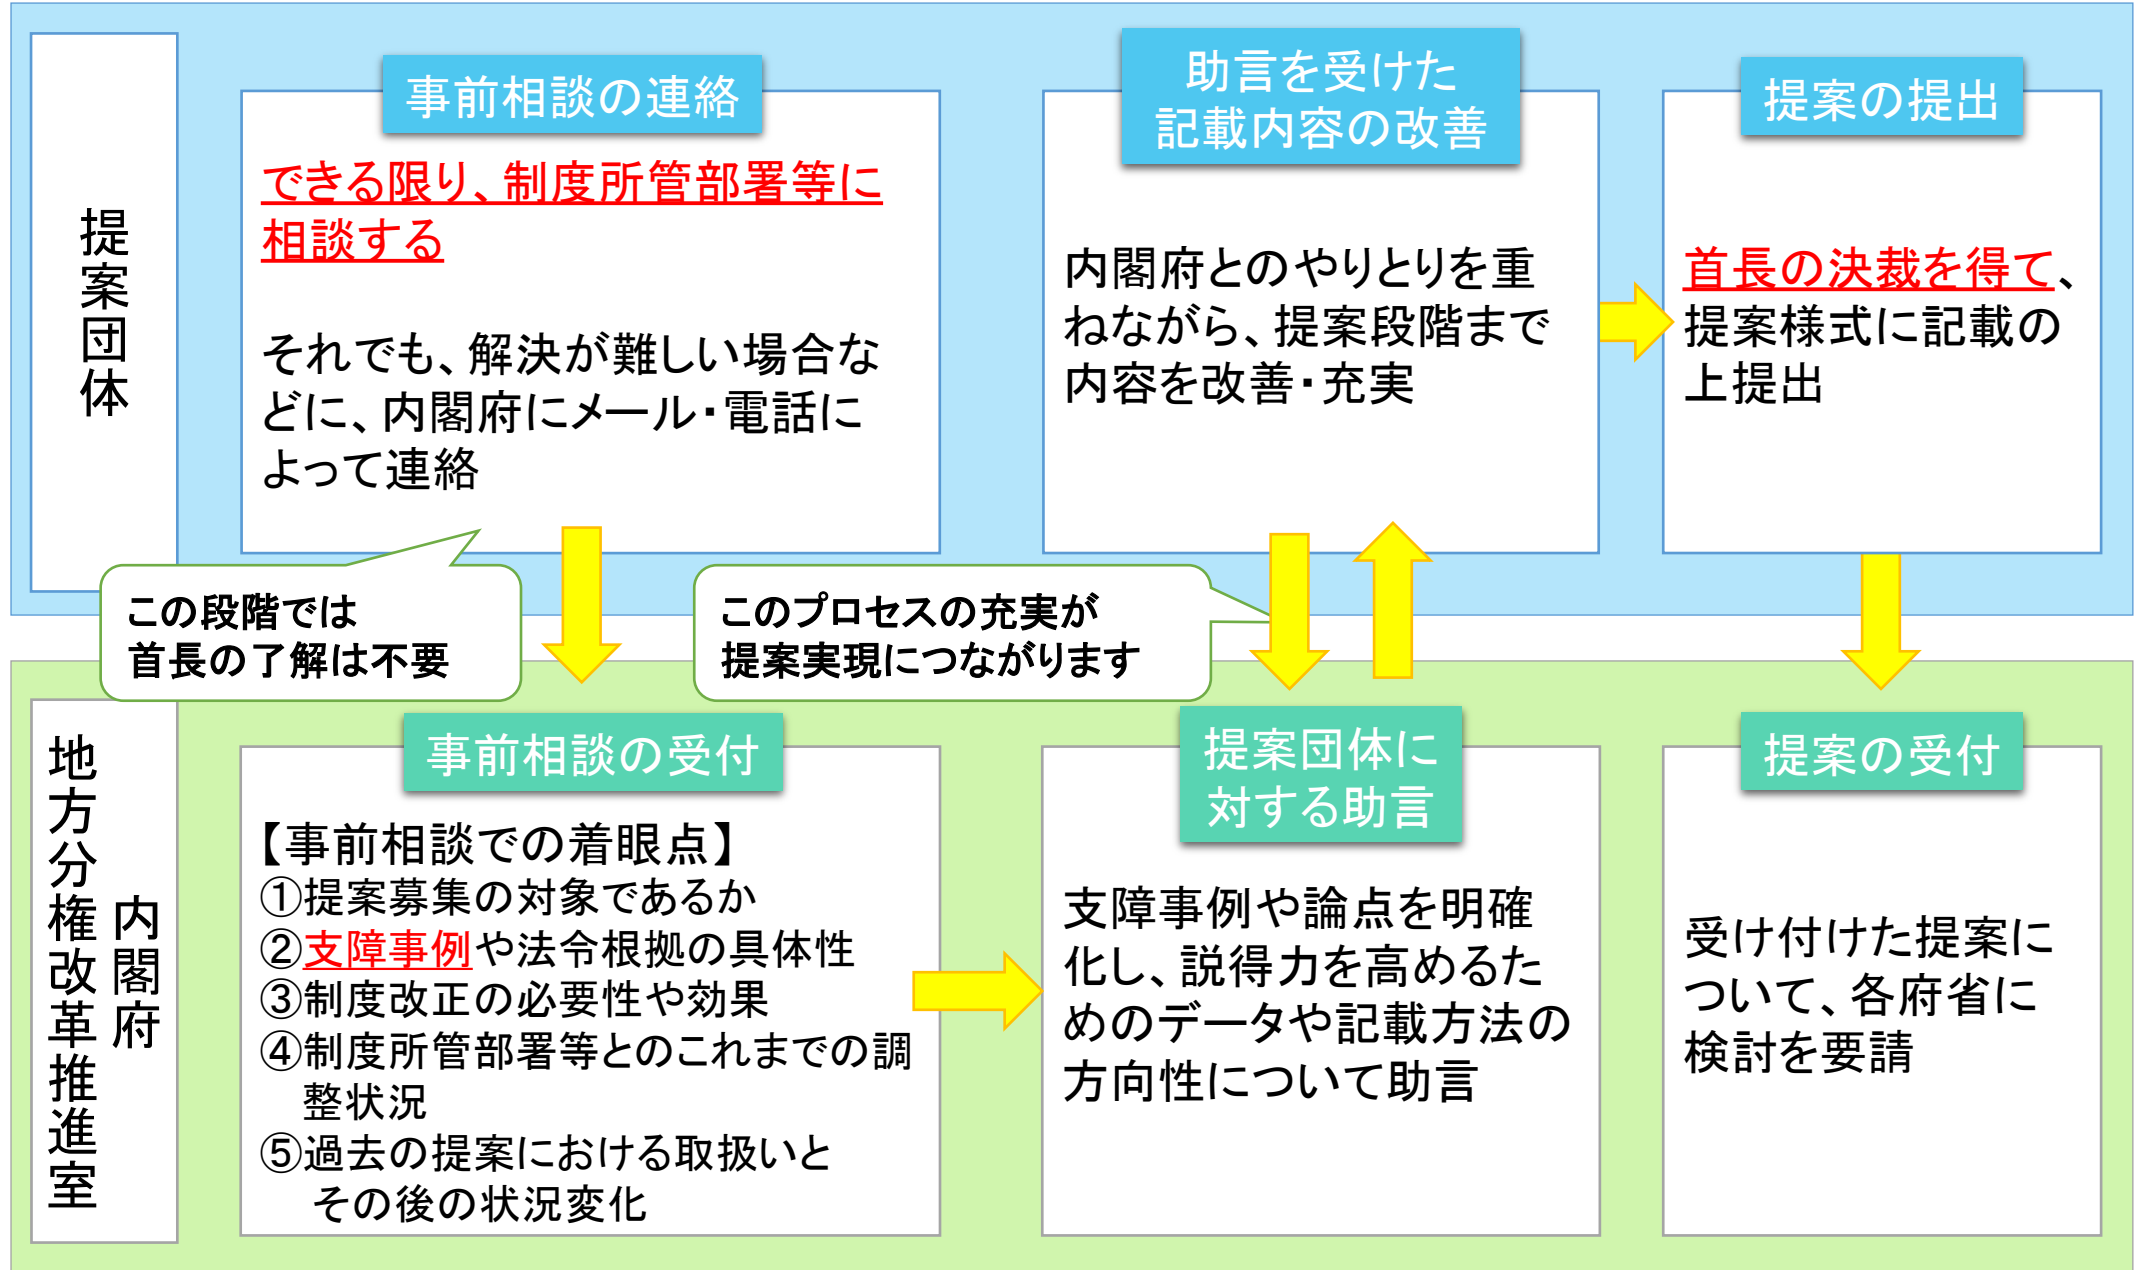 提案団体
事前相談の連絡
できる限り、制度所管部署等に
相談する
それでも、解決が難しい場合な
どに、内閣府にメール・電話に
よって連絡
助言を受けた
記載内容の改善
内閣府とのやりとりを重
ねながら、提案段階まで
内容を改善・充実
提案の提出
首長の決裁を得て、
提案様式に記載の
上提出
この段階では
首長の了解は不要
このプロセスの充実が
提案実現につながります
内閣府
地方分権改革推進室
事前相談の受付
【事前相談での着眼点】
①提案募集の対象であるか
②支障事例や法令根拠の具体性
③制度改正の必要性や効果
④制度所管部署等とのこれまでの調
整状況
⑤過去の提案における取扱いと
その後の状況変化
提案団体に
対する助言
支障事例や論点を明確
化し、説得力を高めるた
めのデータや記載方法の
方向性について助言
提案の受付
受け付けた提案に
ついて、各府省に
検討を要請